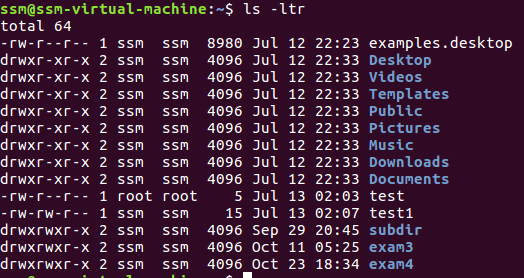 ssm@ssm-virtual-machine:~$ ls -ltr
total 64
-rw-r--r-- 1 ssm  ssm  8980 Jul 12 22:23 examples.desktop
drwxr-xr-x 2 ssm  ssm  4096 Jul 12 22:33 Desktop
drwxr-xr-x 2 ssm  ssm  4096 Jul 12 22:33 Videos
drwxr-xr-x 2 ssm  ssm  4096 Jul 12 22:33 Templates
drwxr-xr-x 2 ssm  ssm  4096 Jul 12 22:33 Public
drwxr-xr-x 2 ssm  ssm  4096 Jul 12 22:33 Pictures
drwxr-xr-x 2 ssm  ssm  4096 Jul 12 22:33 Music
drwxr-xr-x 2 ssm  ssm  4096 Jul 12 22:33 Downloads
drwxr-xr-x 2 ssm  ssm  4096 Jul 12 22:33 Documents
-rw-r--r-- 1 root root    5 Jul 13 02:03 test
-rw-rw-r-- 1 ssm  ssm    15 Jul 13 02:07 test1
drwxrwxr-x 2 ssm  ssm  4096 Sep 29 20:45 subdir
drwxrwxr-x 2 ssm  ssm  4096 Oct 11 05:25 exam3
drwxrwxr-x 2 ssm  ssm  4096 Oct 23 18:34 exam4